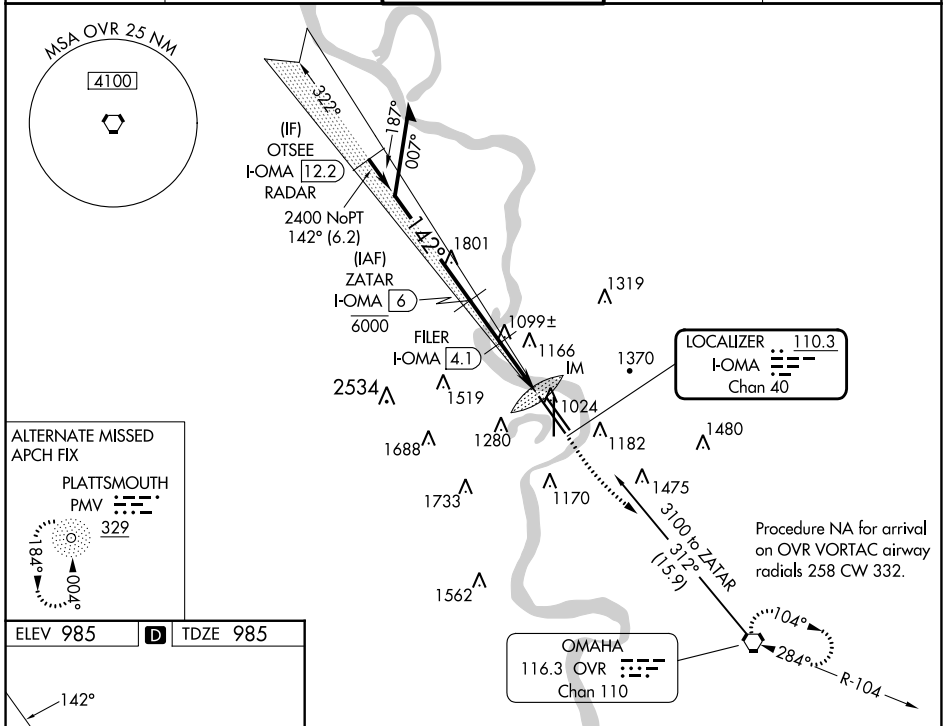 MSA OVR 25 NM
4100
322°
187°
007°
(IF)
OTSEE
I-OMA 12.2
RADAR
2400 NoPT
142° (6.2)
142°
1801
(IAF)
ZATAR
I-OMA 6
6000
1319
FILER
I-OMA 4.1
1099±
1166
IM
1370
LOCALIZER 110.3
I-OMA
Chan 40
2534
1519
1024
1280
1182
1480
1688
1733
1170
1475
1562
ALTERNATE MISSED
APCH FIX
PLATTSMOUTH
PMV
329
184°
004°
3100 to ZATAR
312°
(15.9)
Procedure NA for arrival
on OVR VORTAC airway
radials 258 CW 332.
OMAHA
116.3 OVR
Chan 110
104°
284°
R-104
ELEV 985 D TDZE 985
142°